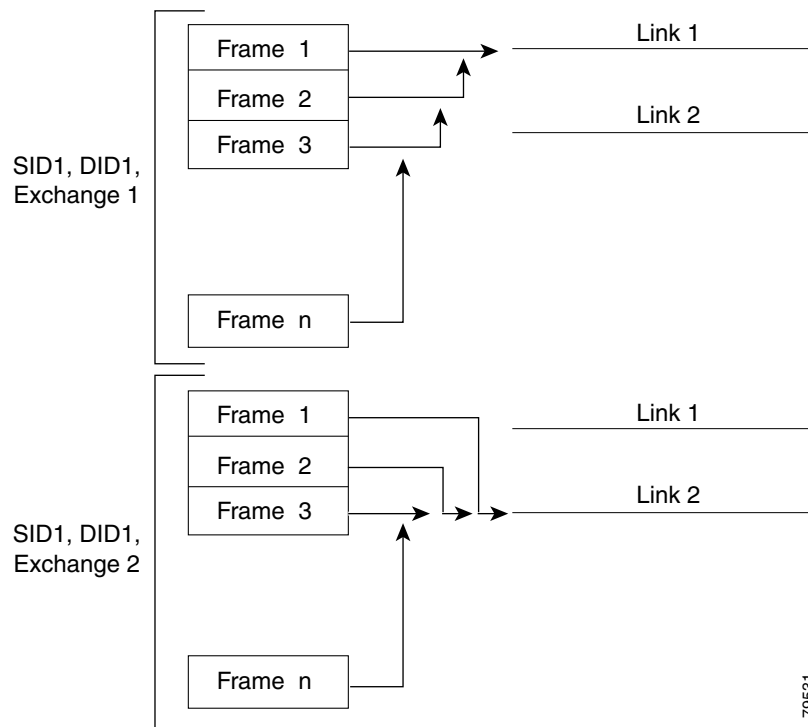 Frame 1
Link 1
Frame 2
Link 2
Frame 3
SID1, DID1,
Exchange 1
Frame n
Frame 1
Link 1
Frame 2
Link 2
Frame 3
SID1, DID1,
Exchange 2
Frame n
79531